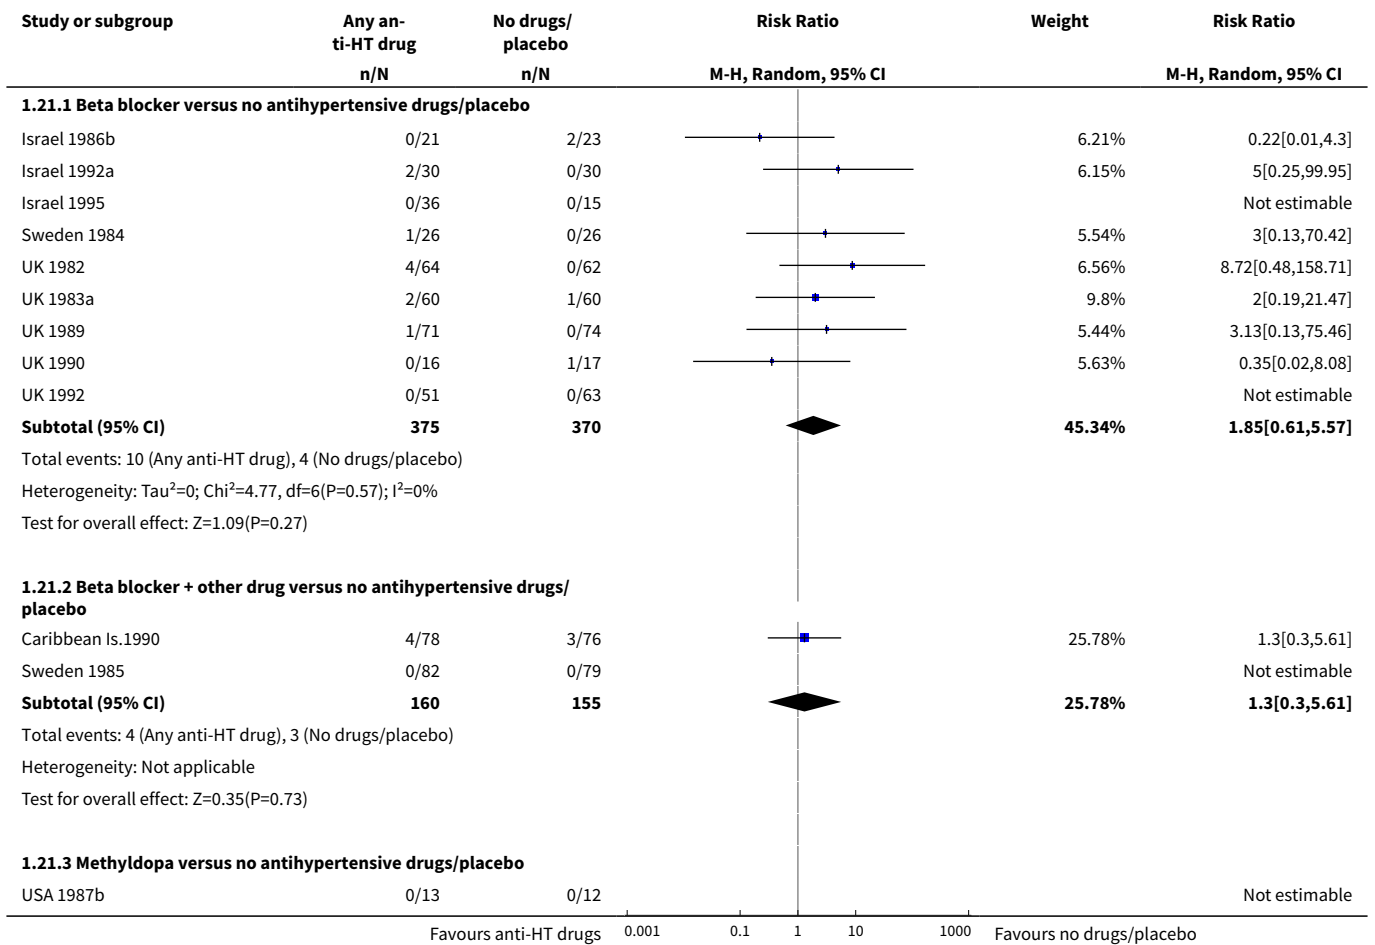 Study or subgroup Any an- No drugs/ Risk Ratio Weight Risk Ratio
ti-HT drug placebo
n/N n/N M-H, Random, 95% CI M-H, Random, 95% CI
1.21.1 Beta blocker versus no antihypertensive drugs/placebo
Israel 1986b 0/21 2/23 6.21% 0.22[0.01,4.3]
Israel 1992a 2/30 0/30 6.15% 5[0.25,99.95]
Israel 1995 0/36 0/15 Not estimable
Sweden 1984 1/26 0/26 5.54% 3[0.13,70.42]
UK 1982 4/64 0/62 6.56% 8.72[0.48,158.71]
UK 1983a 2/60 1/60 9.8% 2[0.19,21.47]
UK 1989 1/71 0/74 5.44% 3.13[0.13,75.46]
UK 1990 0/16 1/17 5.63% 0.35[0.02,8.08]
UK 1992 0/51 0/63 Not estimable
Subtotal (95% CI) 375 370 45.34% 1.85[0.61,5.57]
Total events: 10 (Any anti-HT drug), 4 (No drugs/placebo)
Heterogeneity: Tau²=0; Chi²=4.77, df=6(P=0.57); I²=0%
Test for overall effect: Z=1.09(P=0.27)
1.21.2 Beta blocker + other drug versus no antihypertensive drugs/
placebo
Caribbean Is.1990 4/78 3/76 25.78% 1.3[0.3,5.61]
Sweden 1985 0/82 0/79 Not estimable
Subtotal (95% CI) 160 155 25.78% 1.3[0.3,5.61]
Total events: 4 (Any anti-HT drug), 3 (No drugs/placebo)
Heterogeneity: Not applicable
Test for overall effect: Z=0.35(P=0.73)
1.21.3 Methyldopa versus no antihypertensive drugs/placebo
USA 1987b 0/13 0/12 Not estimable
Favours anti-HT drugs 0.001 0.1 1 10 1000 Favours no drugs/placebo